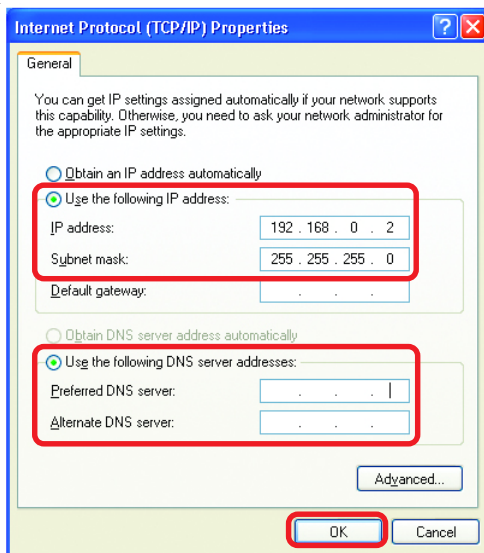 Internet Protocol (TCP/IP) Properties
General
You can get IP settings assigned automatically if your network supports
this capability. Otherwise, you need to ask your network administrator for
the appropriate IP settings.
Obtain an IP address automatically
Use the following IP address:
IP address: 192 . 168 . 0 . 2
Subnet mask: 255 . 255 . 255 . 0
Default gateway: . . .
Obtain DNS server address automatically
Use the following DNS server addresses:
Preferred DNS server: . . .
Alternate DNS server: . . .
Advanced...
OK Cancel